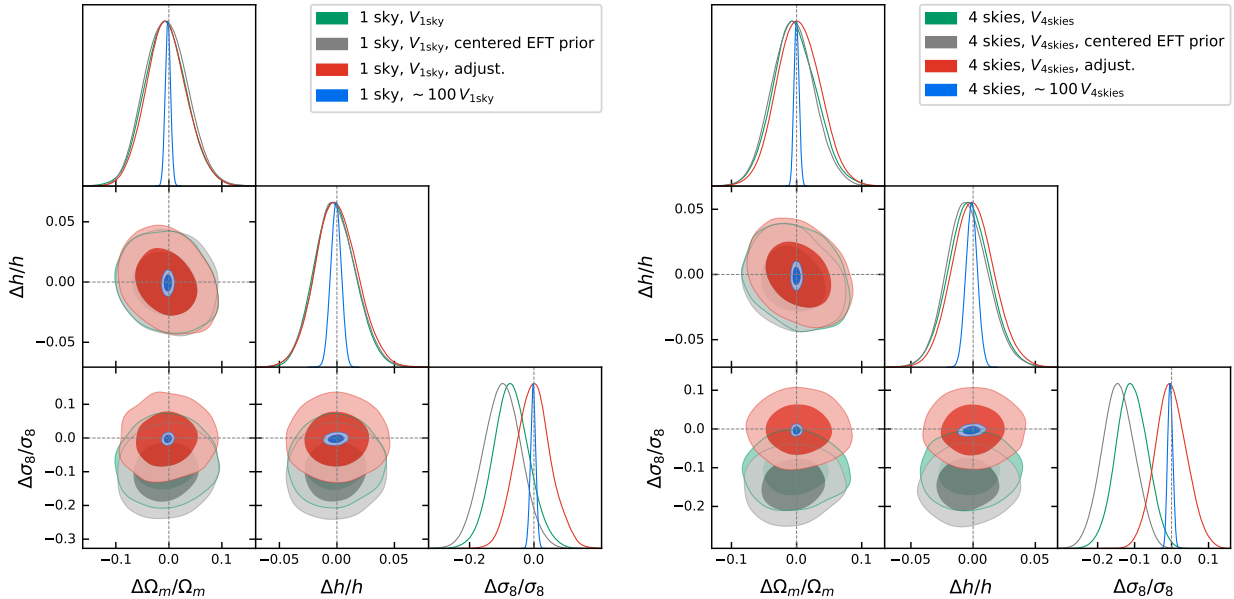 1 sky, V1sky
1 sky, V1sky, centered EFT prior
1 sky, V1sky, adjust.
1 sky, ~ 100 V1sky
0.05
0.00
−0.05
Δh/h
0.1
0.0
−0.1
−0.2
−0.3
Δσ8/σ8
−0.1 0.0 0.1
ΔΩm/Ωm
0.00 0.05
Δh/h
−0.2 0.0
Δσ8/σ8
4 skies, V4skies
4 skies, V4skies, centered EFT prior
4 skies, V4skies, adjust.
4 skies, ~ 100 V4skies
0.05
0.00
−0.05
Δh/h
0.1
0.0
−0.1
−0.2
Δσ8/σ8
−0.1 0.0 0.1
ΔΩm/Ωm
0.00 0.05
Δh/h
−0.2 −0.1 0.0 0.1
Δσ8/σ8